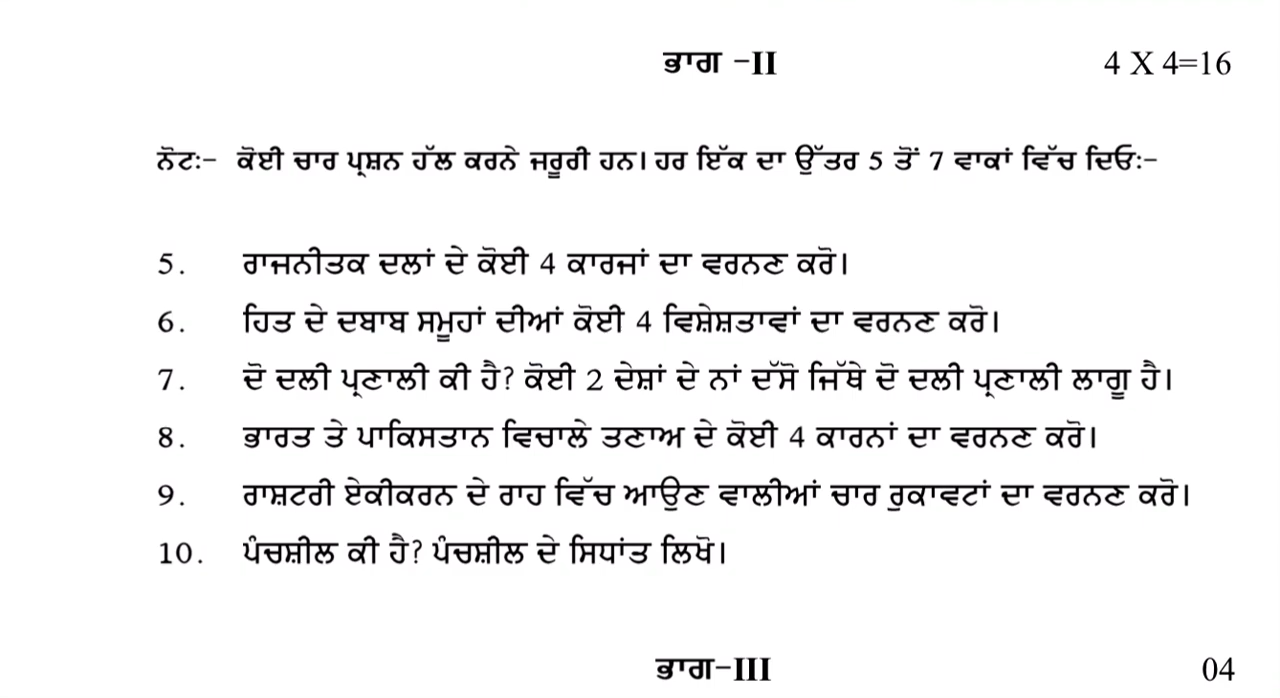 ਭਾਗ -II 4 X 4=16
ਨੋਟ:- ਕੋਈ ਚਾਰ ਪ੍ਰਸ਼ਨ ਹੱਲ ਕਰਨੇ ਜਰੂਰੀ ਹਨ। ਹਰ ਇੱਕ ਦਾ ਉੱਤਰ 5 ਤੋਂ 7 ਵਾਕਾਂ ਵਿੱਚ ਦਿਓ:-
5. ਰਾਜਨੀਤਕ ਦਲਾਂ ਦੇ ਕੋਈ 4 ਕਾਰਜਾਂ ਦਾ ਵਰਨਣ ਕਰੋ।
6. ਹਿਤ ਦੇ ਦਬਾਬ ਸਮੂਹਾਂ ਦੀਆਂ ਕੋਈ 4 ਵਿਸ਼ੇਸ਼ਤਾਵਾਂ ਦਾ ਵਰਨਣ ਕਰੋ।
7. ਦੋ ਦਲੀ ਪ੍ਰਣਾਲੀ ਕੀ ਹੈ? ਕੋਈ 2 ਦੇਸ਼ਾਂ ਦੇ ਨਾਂ ਦੱਸੋ ਜਿੱਥੇ ਦੋ ਦਲੀ ਪ੍ਰਣਾਲੀ ਲਾਗੂ ਹੈ।
8. ਭਾਰਤ ਤੇ ਪਾਕਿਸਤਾਨ ਵਿਚਾਲੇ ਤਣਾਅ ਦੇ ਕੋਈ 4 ਕਾਰਨਾਂ ਦਾ ਵਰਨਣ ਕਰੋ।
9. ਰਾਸ਼ਟਰੀ ਏਕੀਕਰਨ ਦੇ ਰਾਹ ਵਿੱਚ ਆਉਣ ਵਾਲੀਆਂ ਚਾਰ ਰੁਕਾਵਟਾਂ ਦਾ ਵਰਨਣ ਕਰੋ।
10. ਪੰਚਸ਼ੀਲ ਕੀ ਹੈ? ਪੰਚਸ਼ੀਲ ਦੇ ਸਿਧਾਂਤ ਲਿਖੋ।
ਭਾਗ-III 04